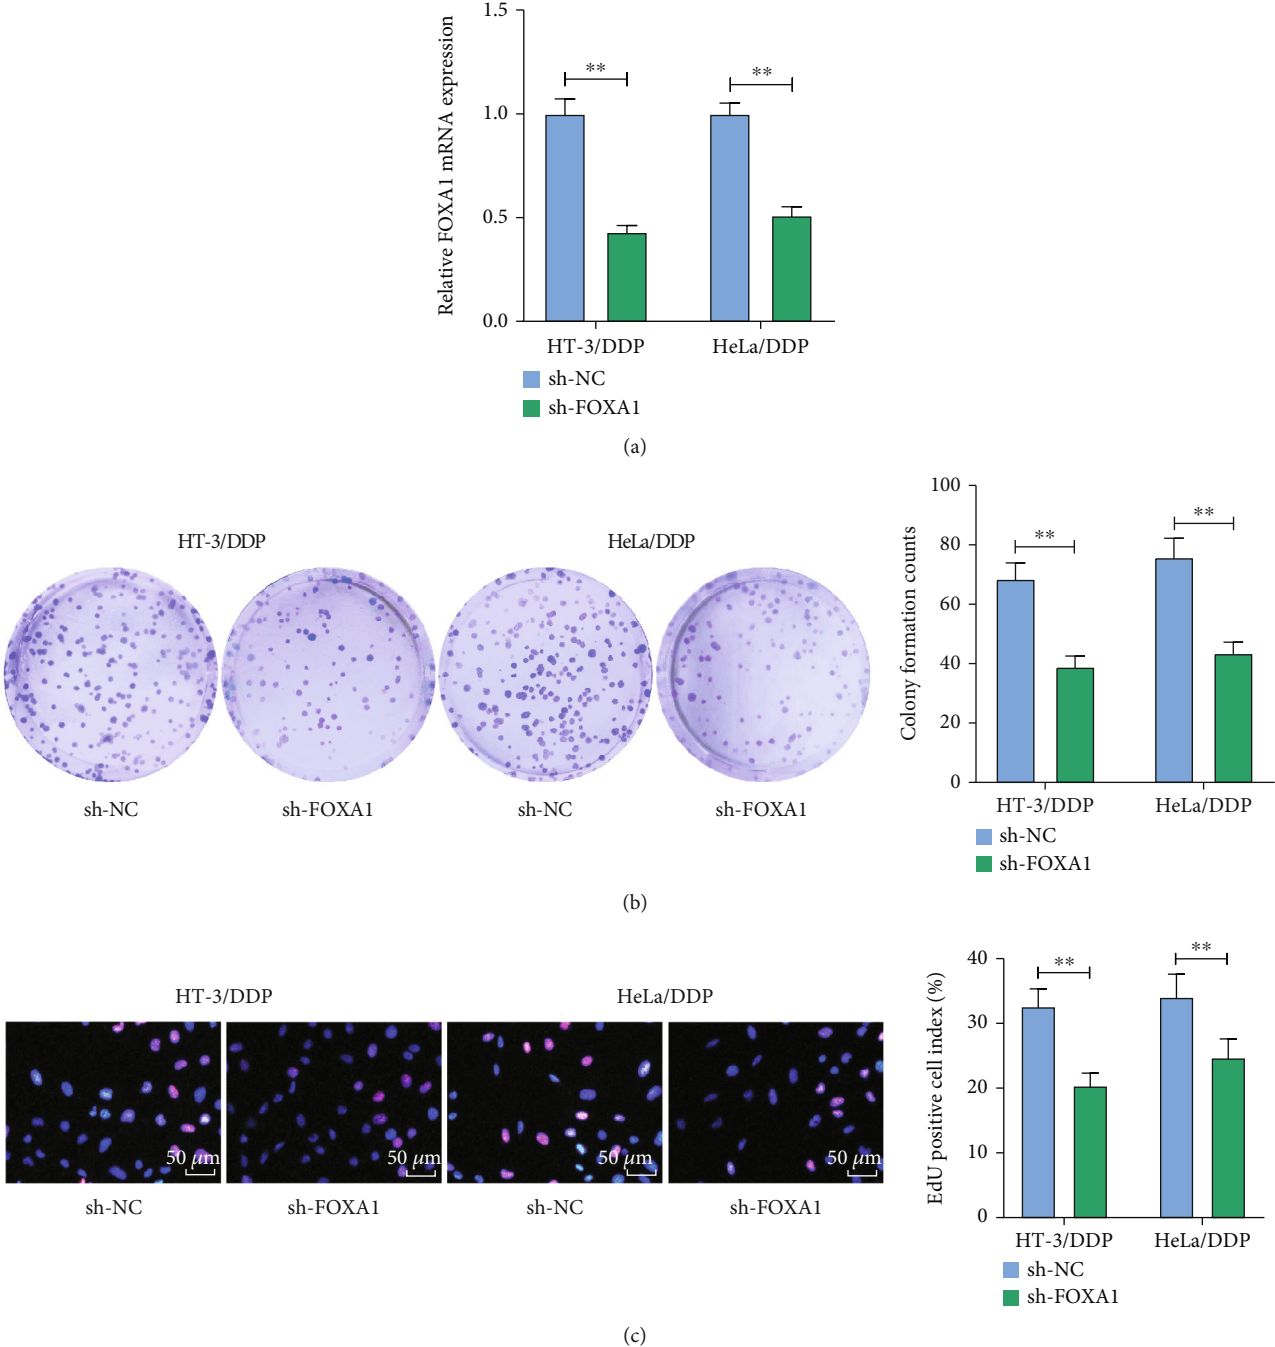 Relative FOXA1 mRNA expression
1.5
1.0
0.5
0.0
**
**
HT-3/DDP
HeLa/DDP
sh-NC
sh-FOXA1
(a)
HT-3/DDP
HeLa/DDP
sh-NC
sh-FOXA1
sh-NC
sh-FOXA1
Colony formation counts
100
80
60
40
20
0
**
**
HT-3/DDP
HeLa/DDP
sh-NC
sh-FOXA1
(b)
HT-3/DDP
HeLa/DDP
50 μm
50 μm
50 μm
50 μm
sh-NC
sh-FOXA1
sh-NC
sh-FOXA1
EdU positive cell index (%)
40
30
20
10
0
**
**
HT-3/DDP
HeLa/DDP
sh-NC
sh-FOXA1
(c)